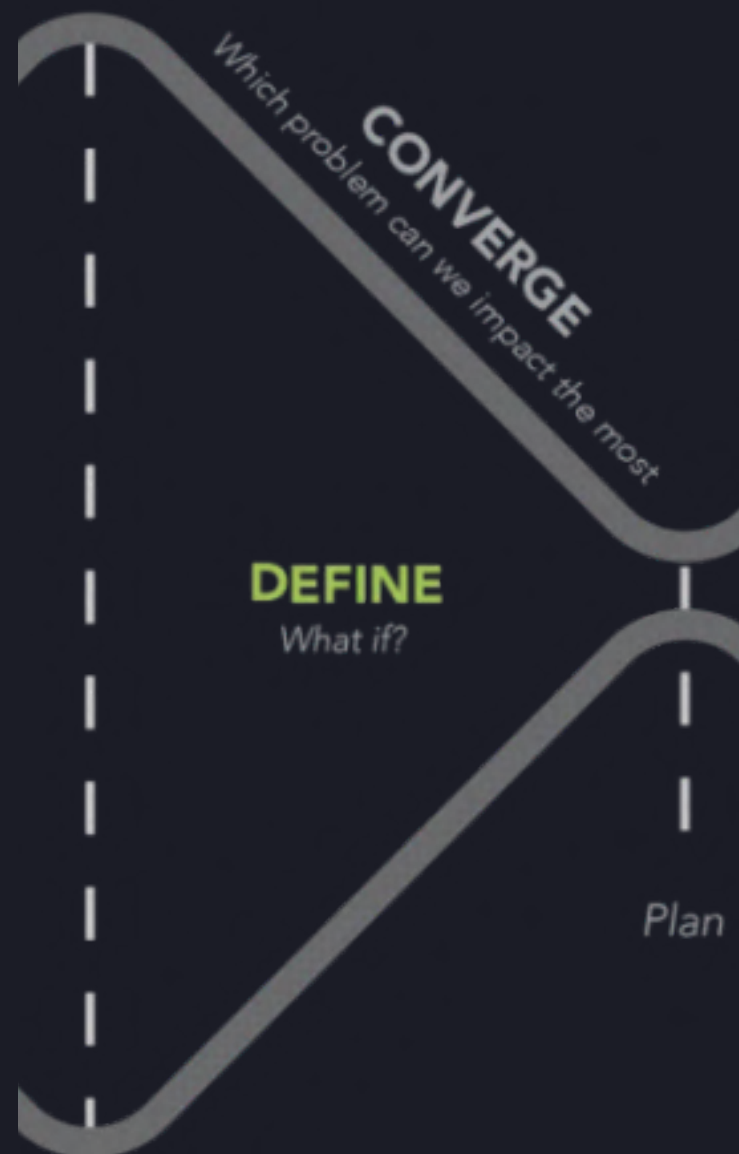 CONVERGE
Which problem can we impact the most
DEFINE
What if?
Plan